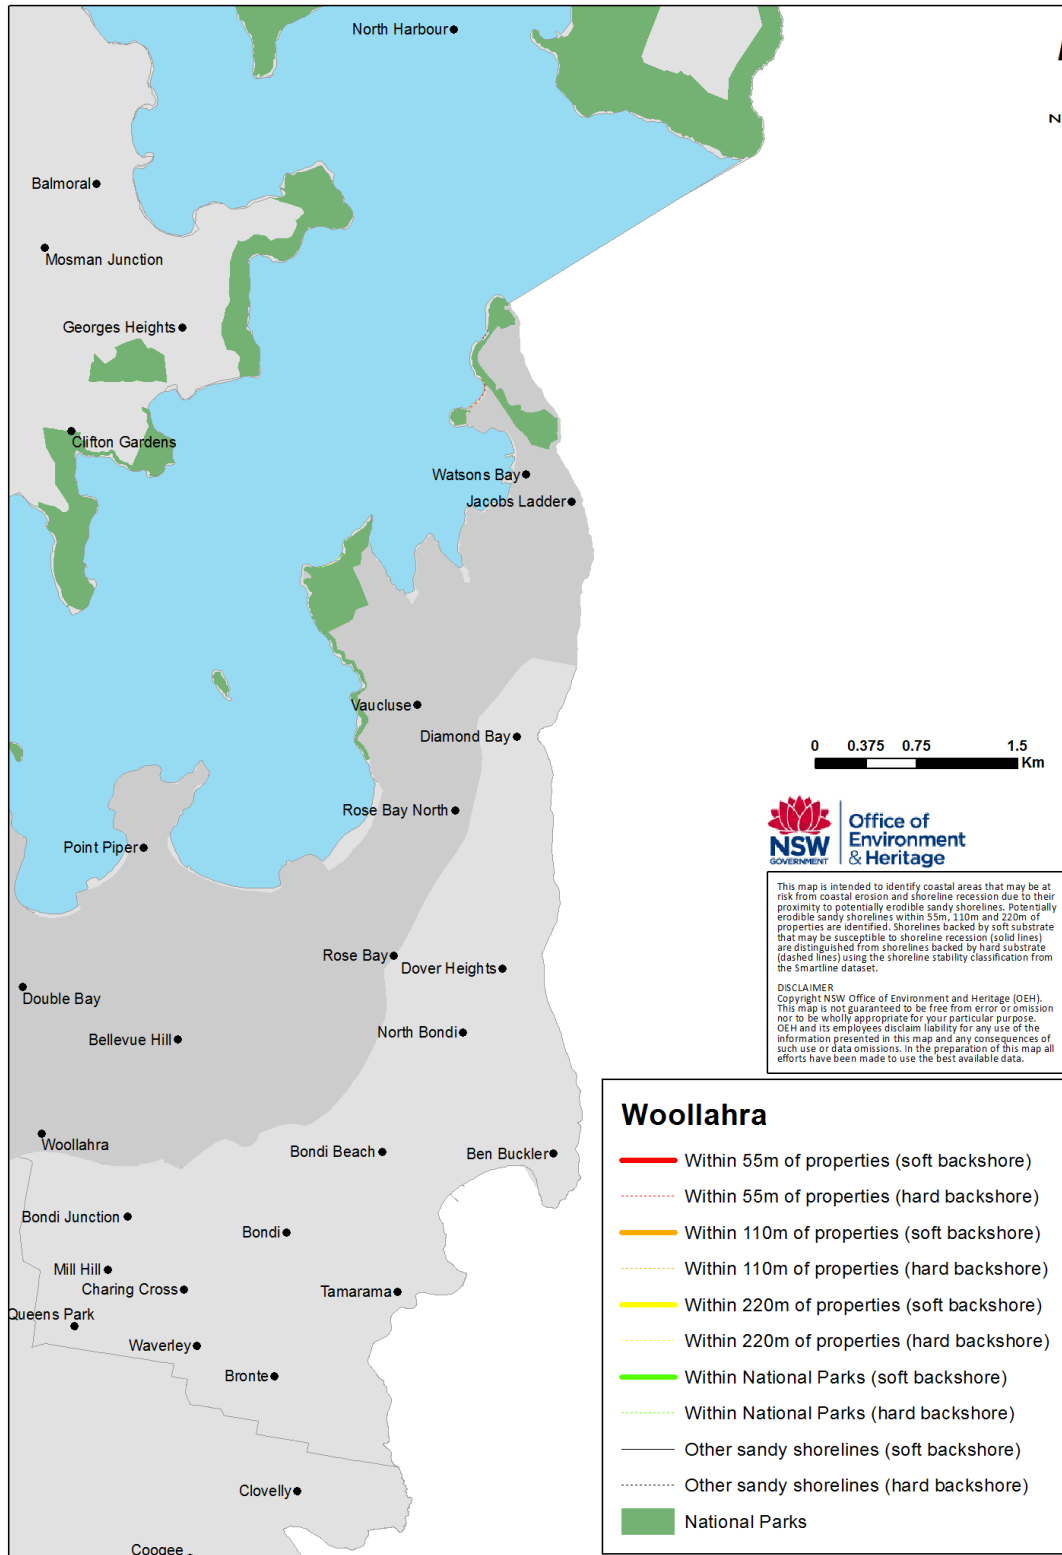 North Harbour
N
Balmoral
Mosman Junction
Georges Heights
Clifton Gardens
Watsons Bay
Jacobs Ladder
Vaucluse
Diamond Bay
0 0.375 0.75 1.5
Km
Rose Bay North
Point Piper
NSW
GOVERNMENT
Office of
Environment
& Heritage
This map is intended to identify coastal areas that may be at
risk from coastal erosion and shoreline recession due to their
proximity to potentially erodible sandy shorelines. Potentially
erodible sandy shorelines within 55m, 110m and 220m of
properties are identified. Shorelines backed by soft substrate
that may be susceptible to shoreline recession (solid lines)
are distinguished from shorelines backed by hard substrate
(dashed lines) using the shoreline stability classification from
the Smartline dataset.
DISCLAIMER
Copyright NSW Office of Environment and Heritage (OEH).
This map is not guaranteed to be free from error or omission
nor to be wholly appropriate for your particular purpose.
OEH and its employees disclaim liability for any use of the
information presented in this map and any consequences of
such use or data omissions. In the preparation of this map all
efforts have been made to use the best available data.
Rose Bay
Dover Heights
Double Bay
Bellevue Hill
North Bondi
Woollahra
Bondi Beach
Ben Buckler
Bondi Junction
Bondi
Mill Hill
Charing Cross
Tamarama
Queens Park
Waverley
Bronte
Clovelly
Coogee
Woollahra
Within 55m of properties (soft backshore)
Within 55m of properties (hard backshore)
Within 110m of properties (soft backshore)
Within 110m of properties (hard backshore)
Within 220m of properties (soft backshore)
Within 220m of properties (hard backshore)
Within National Parks (soft backshore)
Within National Parks (hard backshore)
Other sandy shorelines (soft backshore)
Other sandy shorelines (hard backshore)
National Parks